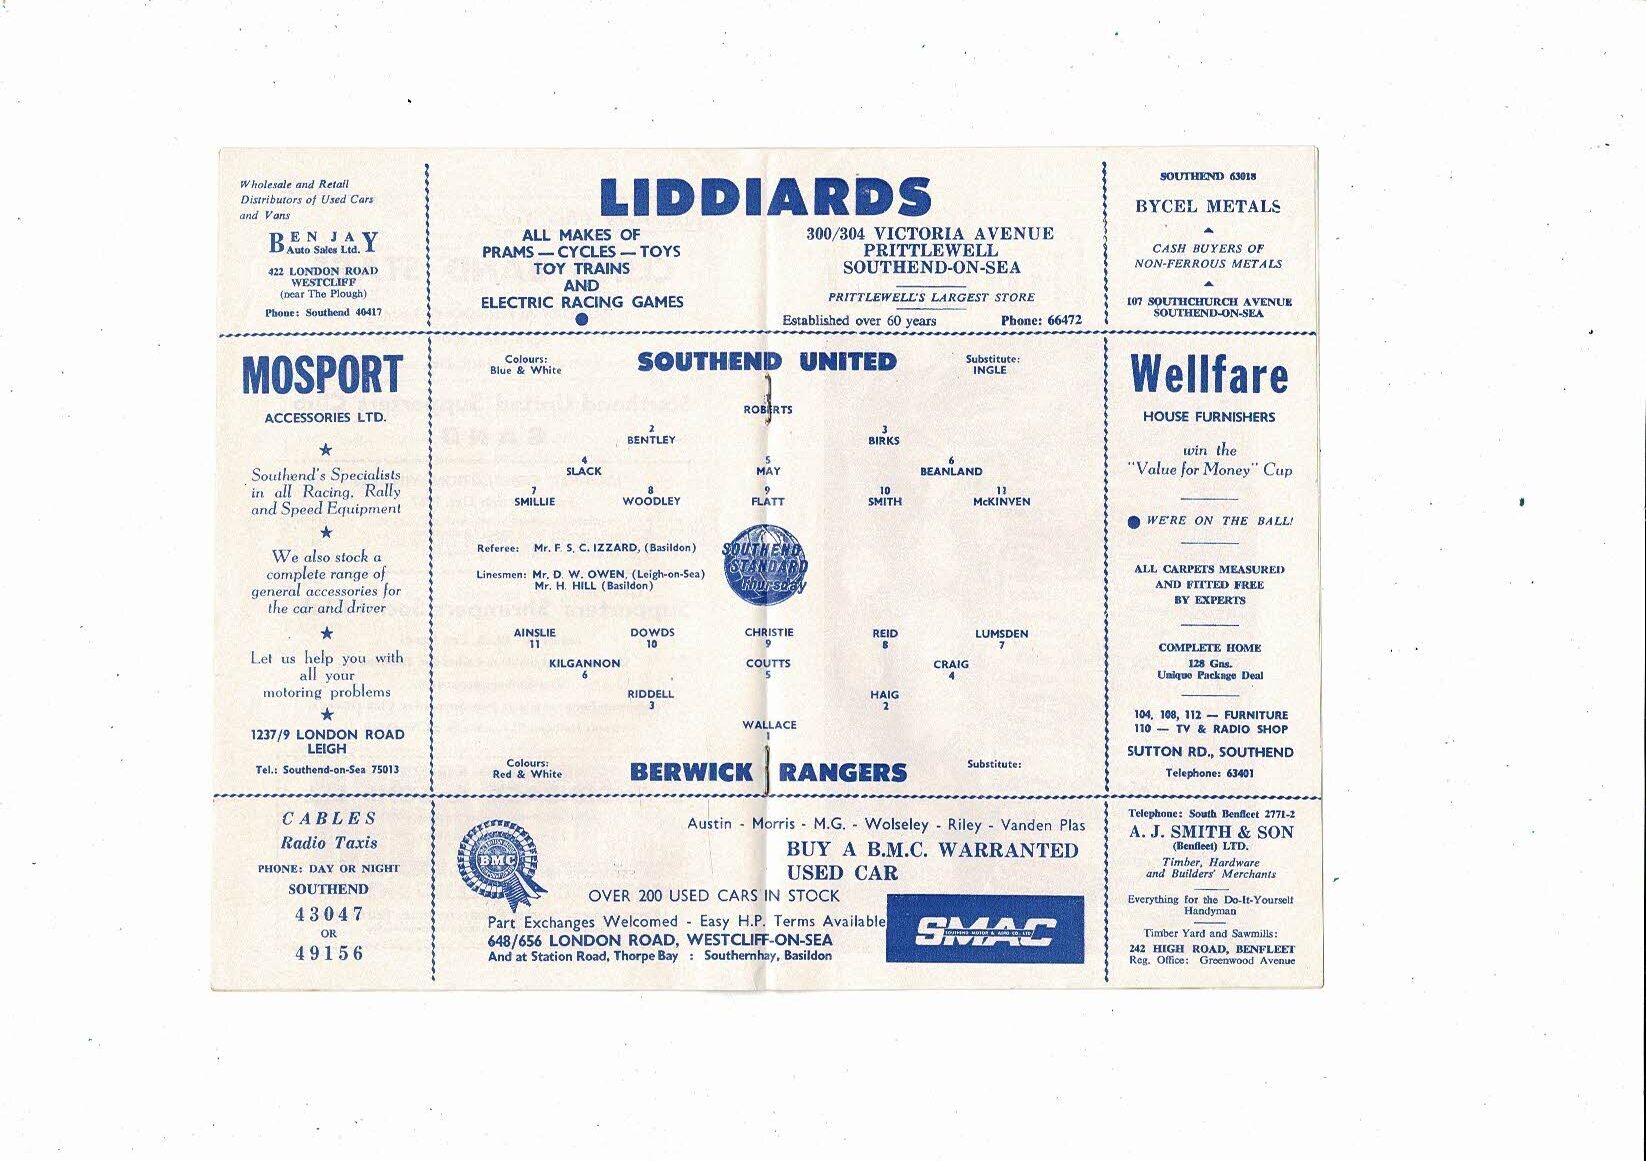 Wholesale and Retail
Distributors of Used Cars
and Vans
BEN JAY
Auto Sales Ltd.
422 LONDON ROAD
WESTCLIFF
(near The Plough)
Phone: Southend 40417
LIDDIARDS
ALL MAKES OF
PRAMS — CYCLES — TOYS
TOY TRAINS
AND
ELECTRIC RACING GAMES
300/304 VICTORIA AVENUE
PRITTLEWELL
SOUTHEND-ON-SEA
PRITTLEWELL'S LARGEST STORE
Established over 60 years Phone: 66472
SOUTHEND 63018
BYCEL METALS
CASH BUYERS OF
NON-FERROUS METALS
107 SOUTHCHURCH AVENUE
SOUTHEND-ON-SEA
MOSPORT
ACCESSORIES LTD.
Southend's Specialists
in all Racing, Rally
and Speed Equipment
We also stock a
complete range of
general accessories for
the car and driver
Let us help you with
all your
motoring problems
1237/9 LONDON ROAD
LEIGH
Tel.: Southend-on-Sea 75013
Colours:
Blue & White
SOUTHEND UNITED
Substitute:
INGLE
1
ROBERTS
2 3
BENTLEY BIRKS
4 5 6
SLACK MAY BEANLAND
7 8 9 10 11
SMILLIE WOODLEY FLATT SMITH McKINVEN
Referee: Mr. F. S. C. IZZARD, (Basildon)
Linesmen: Mr. D. W. OWEN, (Leigh-on-Sea)
Mr. H. HILL (Basildon)
SOUTHEND
STANDARD
Thursday
AINSLIE DOWDS CHRISTIE REID LUMSDEN
11 10 9 8 7
KILGANNON COUTTS CRAIG
6 5 4
RIDDELL HAIG
3 2
WALLACE
1
Colours:
Red & White
BERWICK RANGERS
Substitute:
Wellfare
HOUSE FURNISHERS
win the
"Value for Money" Cup
WE'RE ON THE BALL!
ALL CARPETS MEASURED
AND FITTED FREE
BY EXPERTS
COMPLETE HOME
128 Gns.
Unique Package Deal
104, 108, 112 — FURNITURE
110 — TV & RADIO SHOP
SUTTON RD., SOUTHEND
Telephone: 63401
CABLES
Radio Taxis
PHONE: DAY OR NIGHT
SOUTHEND
43047
OR
49156
BMC
Austin - Morris - M.G. - Wolseley - Riley - Vanden Plas
BUY A B.M.C. WARRANTED
USED CAR
OVER 200 USED CARS IN STOCK
Part Exchanges Welcomed - Easy H.P. Terms Available
648/656 LONDON ROAD, WESTCLIFF-ON-SEA
And at Station Road, Thorpe Bay : Southernhay, Basildon
SMAC
SOUTHEND MOTOR & AERO CO. LTD
Telephone: South Benfleet 2771-2
A. J. SMITH & SON
(Benfleet) LTD.
Timber, Hardware
and Builders' Merchants
Everything for the Do-It-Yourself
Handyman
Timber Yard and Sawmills:
242 HIGH ROAD, BENFLEET
Reg. Office: Greenwood Avenue